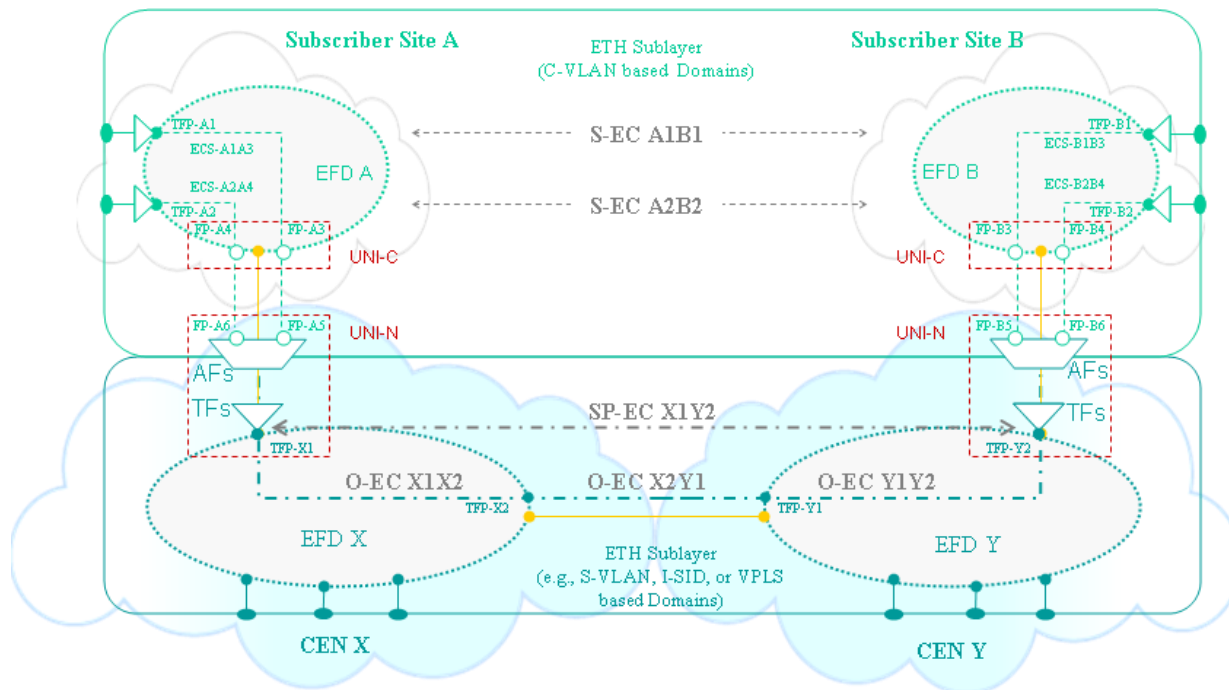 Subscriber Site A
Subscriber Site B
ETH Sublayer
(C-VLAN based Domains)
TFP-A1
ECS-A1A3
EFD A
ECS-A2A4
TFP-A2
FP-A4
FP-A3
UNI-C
S-EC A1B1
S-EC A2B2
TFP-B1
ECS-B1B3
EFD B
ECS-B2B4
TFP-B2
FP-B3
FP-B4
UNI-C
FP-A6
FP-A5
UNI-N
AFs
TFs
TFP-X1
UNI-N
FP-B5
FP-B6
AFs
TFs
TFP-Y2
SP-EC X1Y2
O-EC X1X2
O-EC X2Y1
O-EC Y1Y2
TFP-X2
TFP-Y1
EFD X
EFD Y
ETH Sublayer
(e.g., S-VLAN, I-SID, or VPLS
based Domains)
CEN X
CEN Y